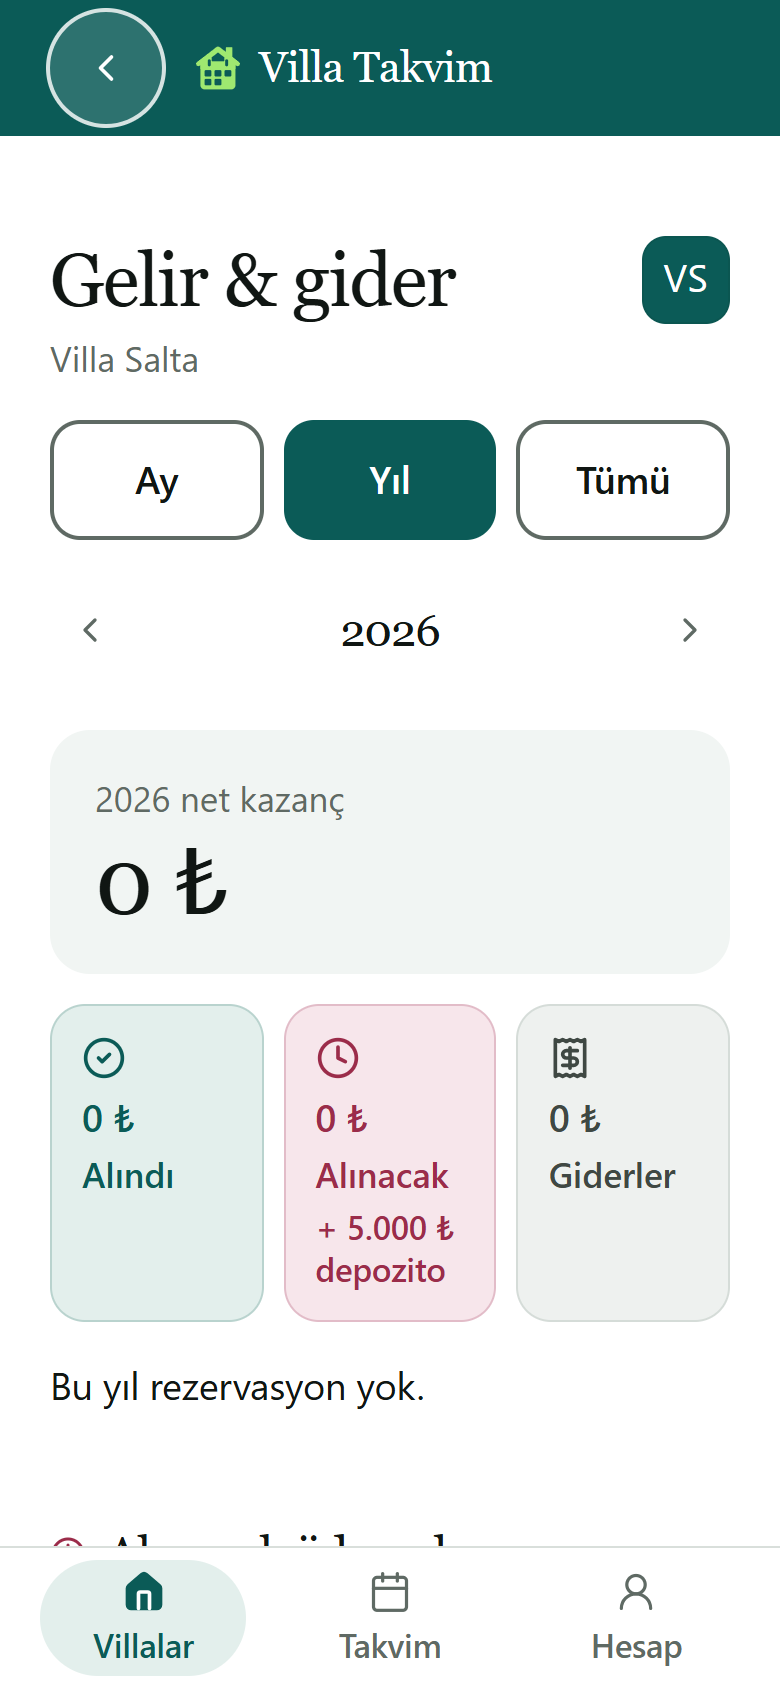 Villa Takvim
Gelir & gider
VS
Villa Salta
Ay
Yıl
Tümü
2026
2026 net kazanç
0 ₺
0 ₺
Alındı
0 ₺
Alınacak
+ 5.000 ₺
depozito
0 ₺
Giderler
Bu yıl rezervasyon yok.
Villalar
Takvim
Hesap